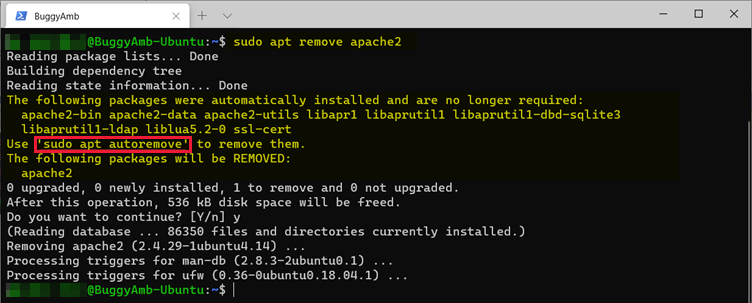 BuggyAmb
@BuggyAmb-Ubuntu:~$ sudo apt remove apache2
Reading package lists... Done
Building dependency tree
Reading state information... Done
The following packages were automatically installed and are no longer required:
apache2-bin apache2-data apache2-utils libapr1 libaprutil1 libaprutil1-dbd-sqlite3
libaprutil1-ldap liblua5.2-0 ssl-cert
Use 'sudo apt autoremove' to remove them.
The following packages will be REMOVED:
apache2
0 upgraded, 0 newly installed, 1 to remove and 0 not upgraded.
After this operation, 536 kB disk space will be freed.
Do you want to continue? [Y/n] y
(Reading database ... 86350 files and directories currently installed.)
Removing apache2 (2.4.29-1ubuntu4.14) ...
Processing triggers for man-db (2.8.3-2ubuntu0.1) ...
Processing triggers for ufw (0.36-0ubuntu0.18.04.1) ...
@BuggyAmb-Ubuntu:~$